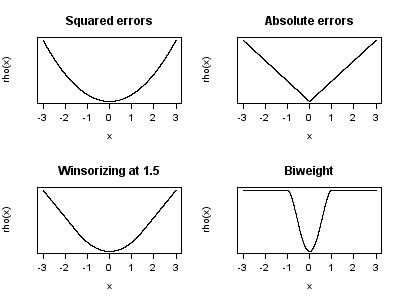 Squared errors
rho(x)
-3 -2 -1 0 1 2 3
x
Absolute errors
rho(x)
-3 -2 -1 0 1 2 3
x
Winsorizing at 1.5
rho(x)
-3 -2 -1 0 1 2 3
x
Biweight
rho(x)
-3 -2 -1 0 1 2 3
x